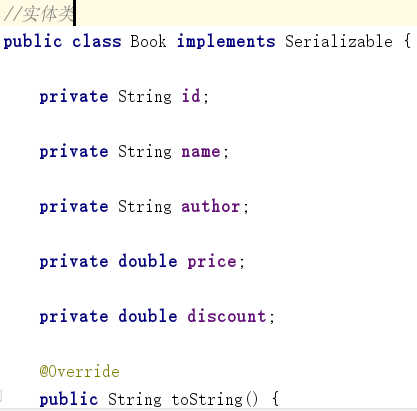 //实体类
public class Book implements Serializable {
private String id;
private String name;
private String author;
private double price;
private double discount;
@Override
public String toString() {